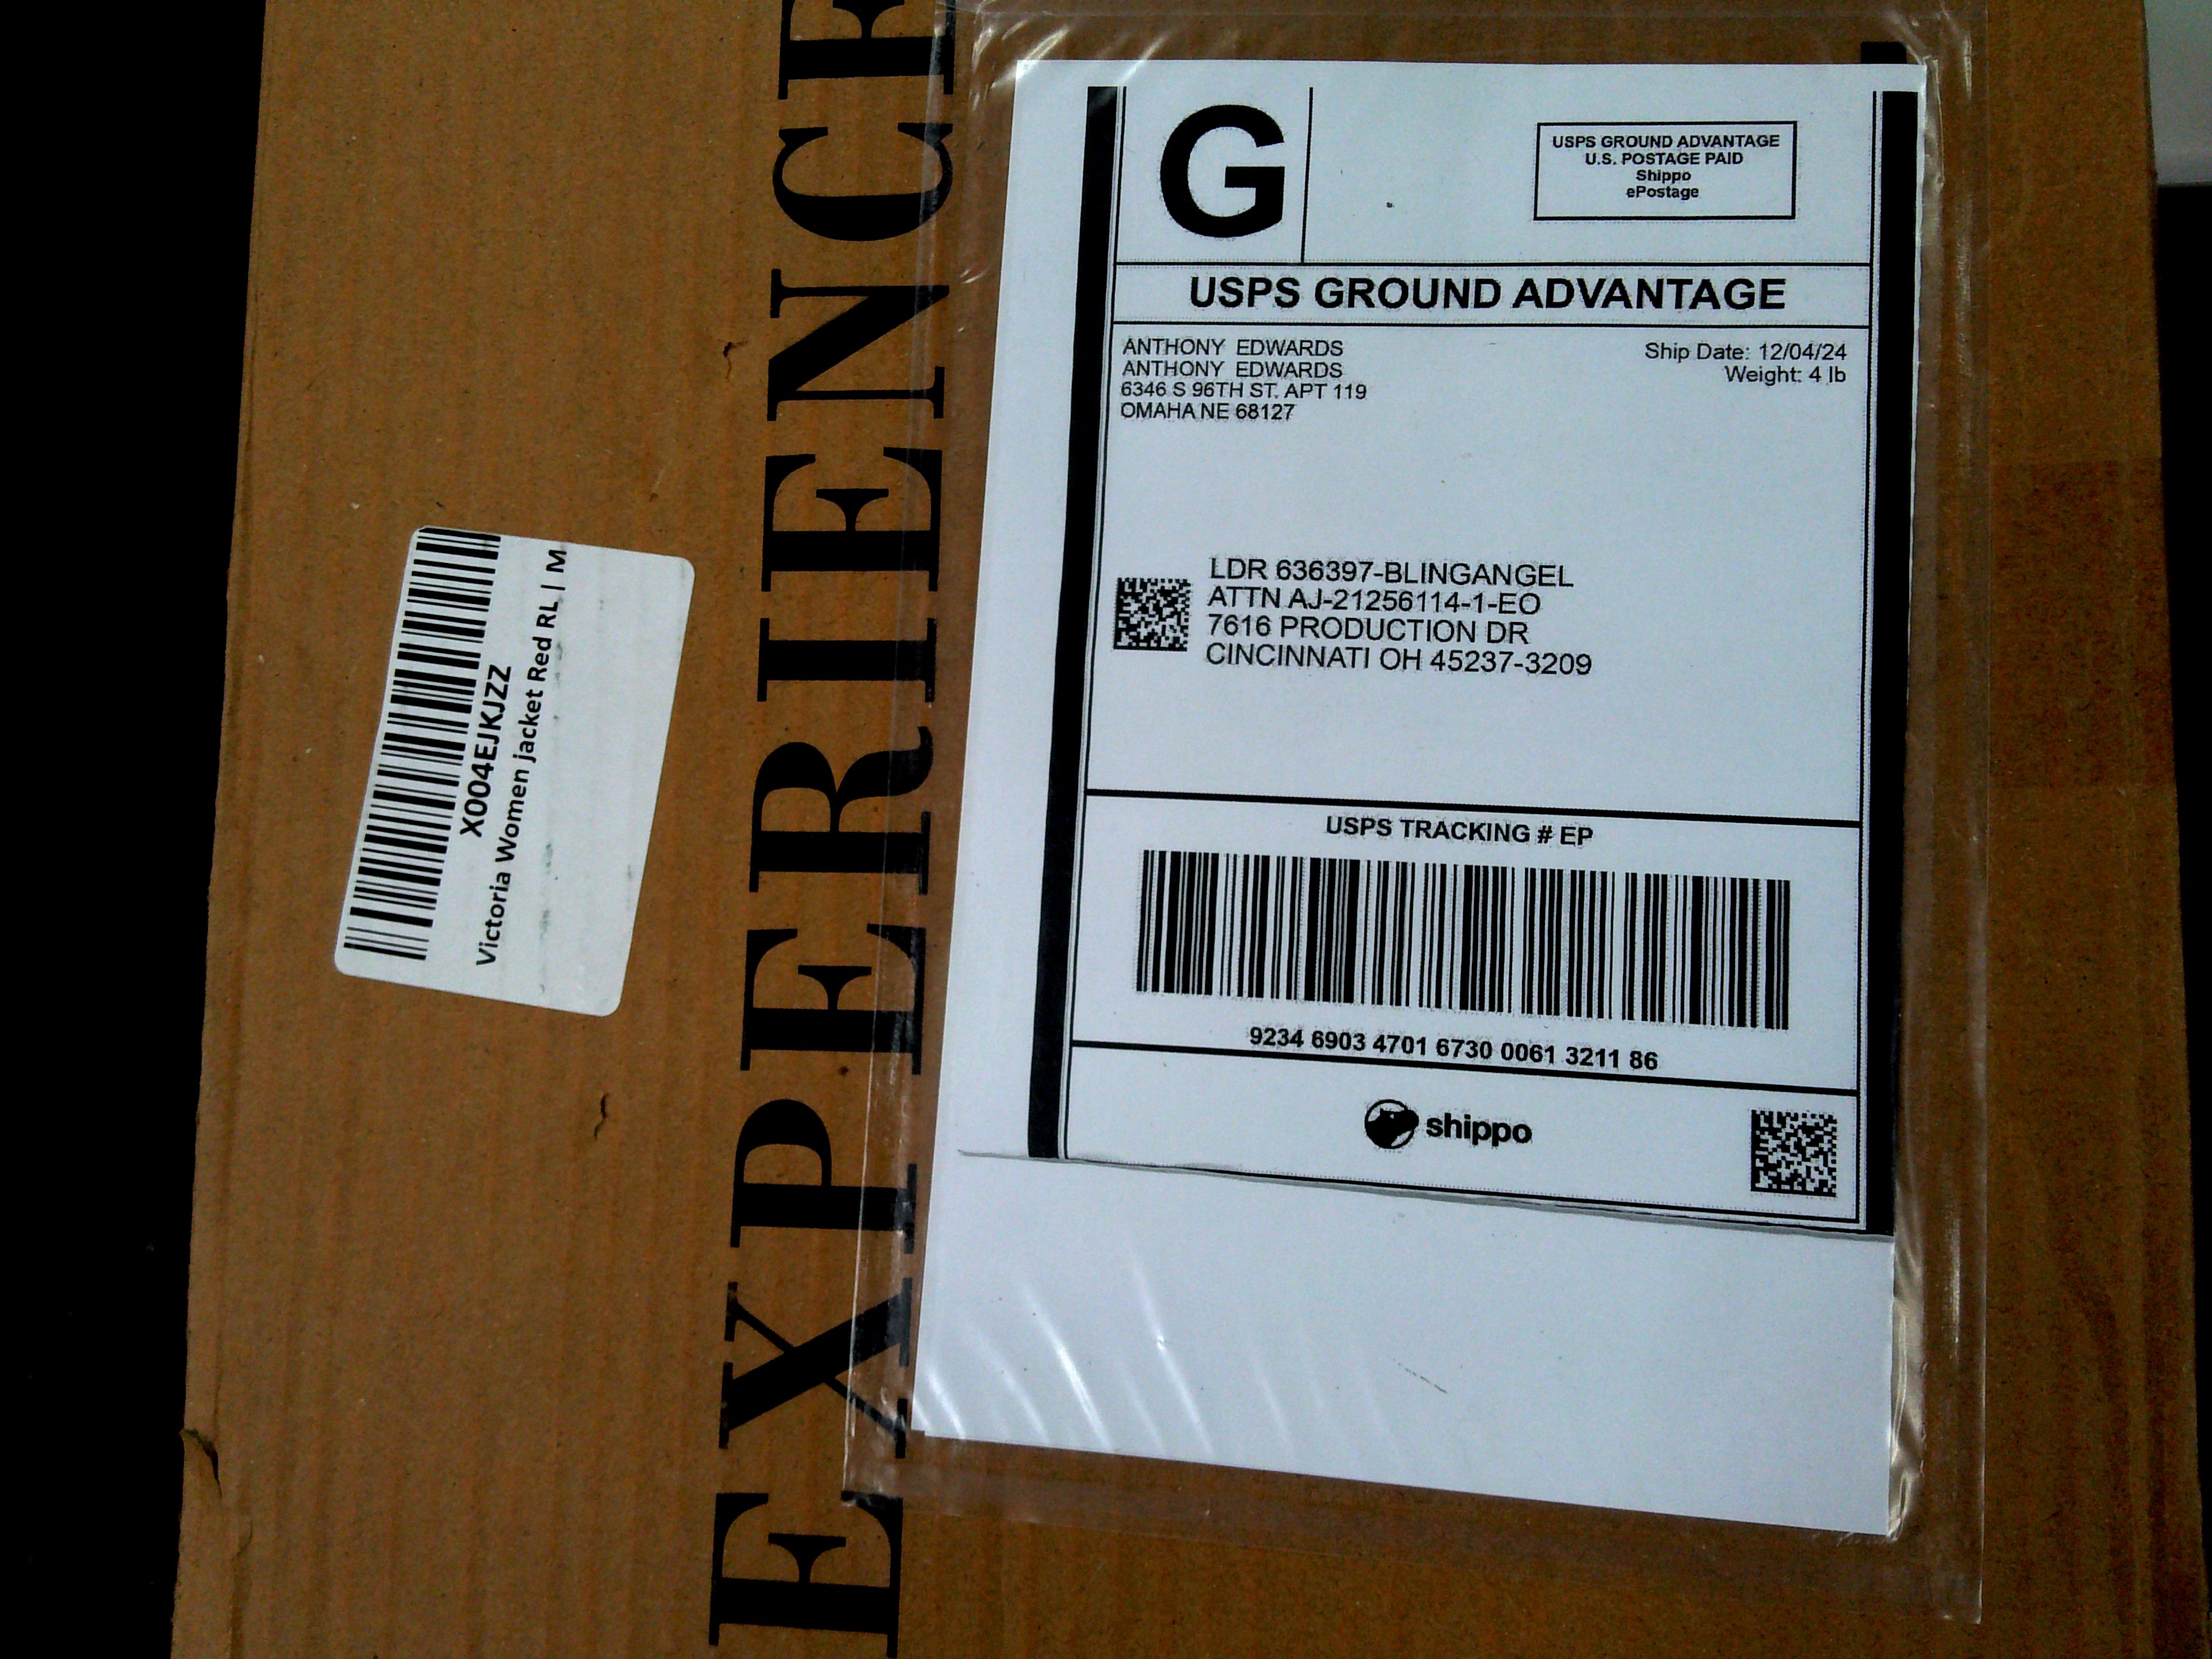 EXPERIENCE
X004EJKJZZ
Victoria Women jacket Red RL | M
G
USPS GROUND ADVANTAGE
U.S. POSTAGE PAID
Shippo
ePostage
USPS GROUND ADVANTAGE
ANTHONY EDWARDS
ANTHONY EDWARDS
6346 S 96TH ST. APT 119
OMAHA NE 68127
Ship Date: 12/04/24
Weight: 4 lb
LDR 636397-BLINGANGEL
ATTN AJ-21256114-1-EO
7616 PRODUCTION DR
CINCINNATI OH 45237-3209
USPS TRACKING # EP
9234 6903 4701 6730 0061 3211 86
shippo